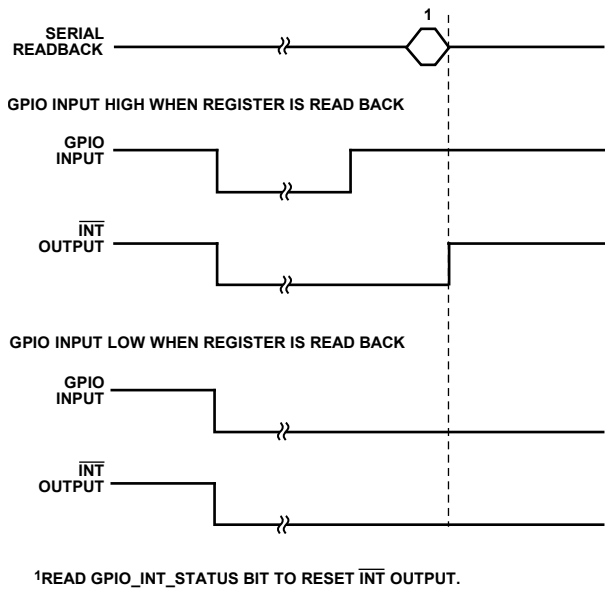 1
SERIAL
READBACK
GPIO INPUT HIGH WHEN REGISTER IS READ BACK
GPIO
INPUT
INT
OUTPUT
GPIO INPUT LOW WHEN REGISTER IS READ BACK
GPIO
INPUT
INT
OUTPUT
1READ GPIO_INT_STATUS BIT TO RESET INT OUTPUT.